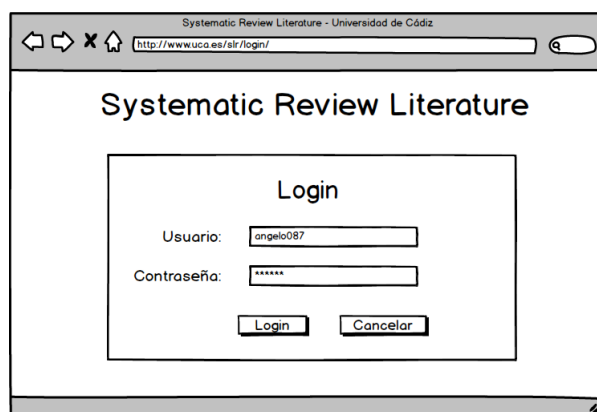 Systematic Review Literature - Universidad de Cádiz
http://www.uca.es/slr/login/
Systematic Review Literature
Login
Usuario: angelo087
Contraseña: ******
Login Cancelar